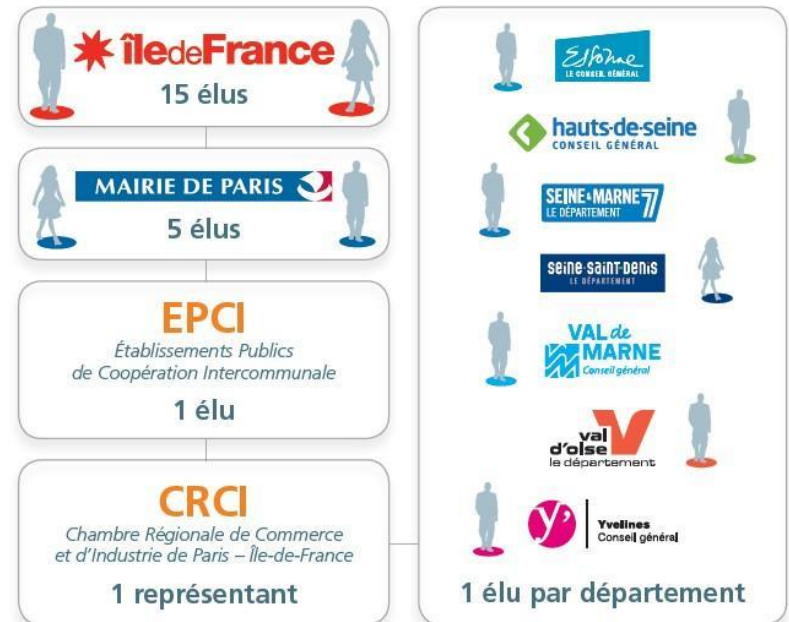 îledeFrance
15 élus
MAIRIE DE PARIS
5 élus
EPCI
Établissements Publics
de Coopération Intercommunale
1 élu
CRCI
Chambre Régionale de Commerce
et d'Industrie de Paris – Île-de-France
1 représentant
Essonne
LE CONSEIL GÉNÉRAL
hauts-de-seine
CONSEIL GÉNÉRAL
SEINE & MARNE 77
LE DÉPARTEMENT
seine-saint-denis
LE DÉPARTEMENT
VAL de
MARNE
Conseil général
val
d'oise
le département
y'
Yvelines
Conseil général
1 élu par département